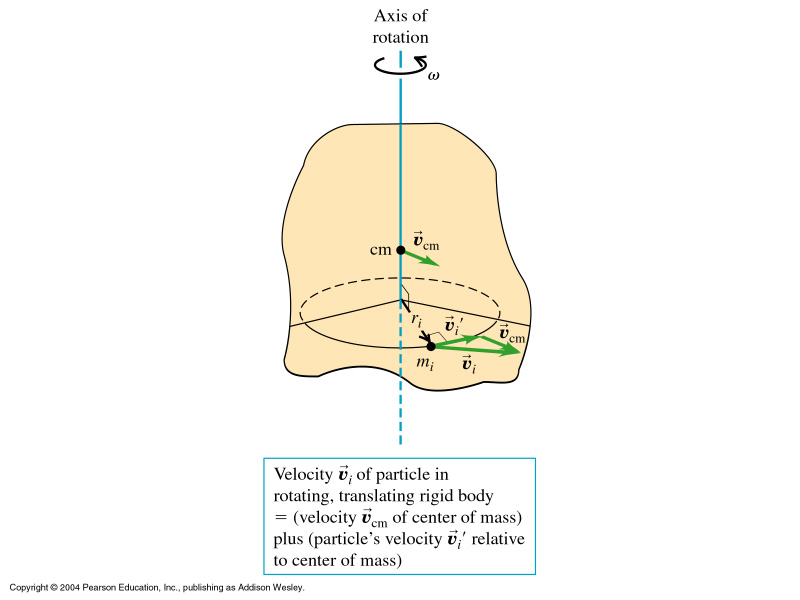 Axis of
rotation
ω
cm
v⃗cm
rᵢ
v⃗ᵢ′
v⃗cm
mᵢ
v⃗ᵢ
Velocity v⃗ᵢ of particle in
rotating, translating rigid body
= (velocity v⃗cm of center of mass)
plus (particle's velocity v⃗ᵢ′ relative
to center of mass)
Copyright © 2004 Pearson Education, Inc., publishing as Addison Wesley.